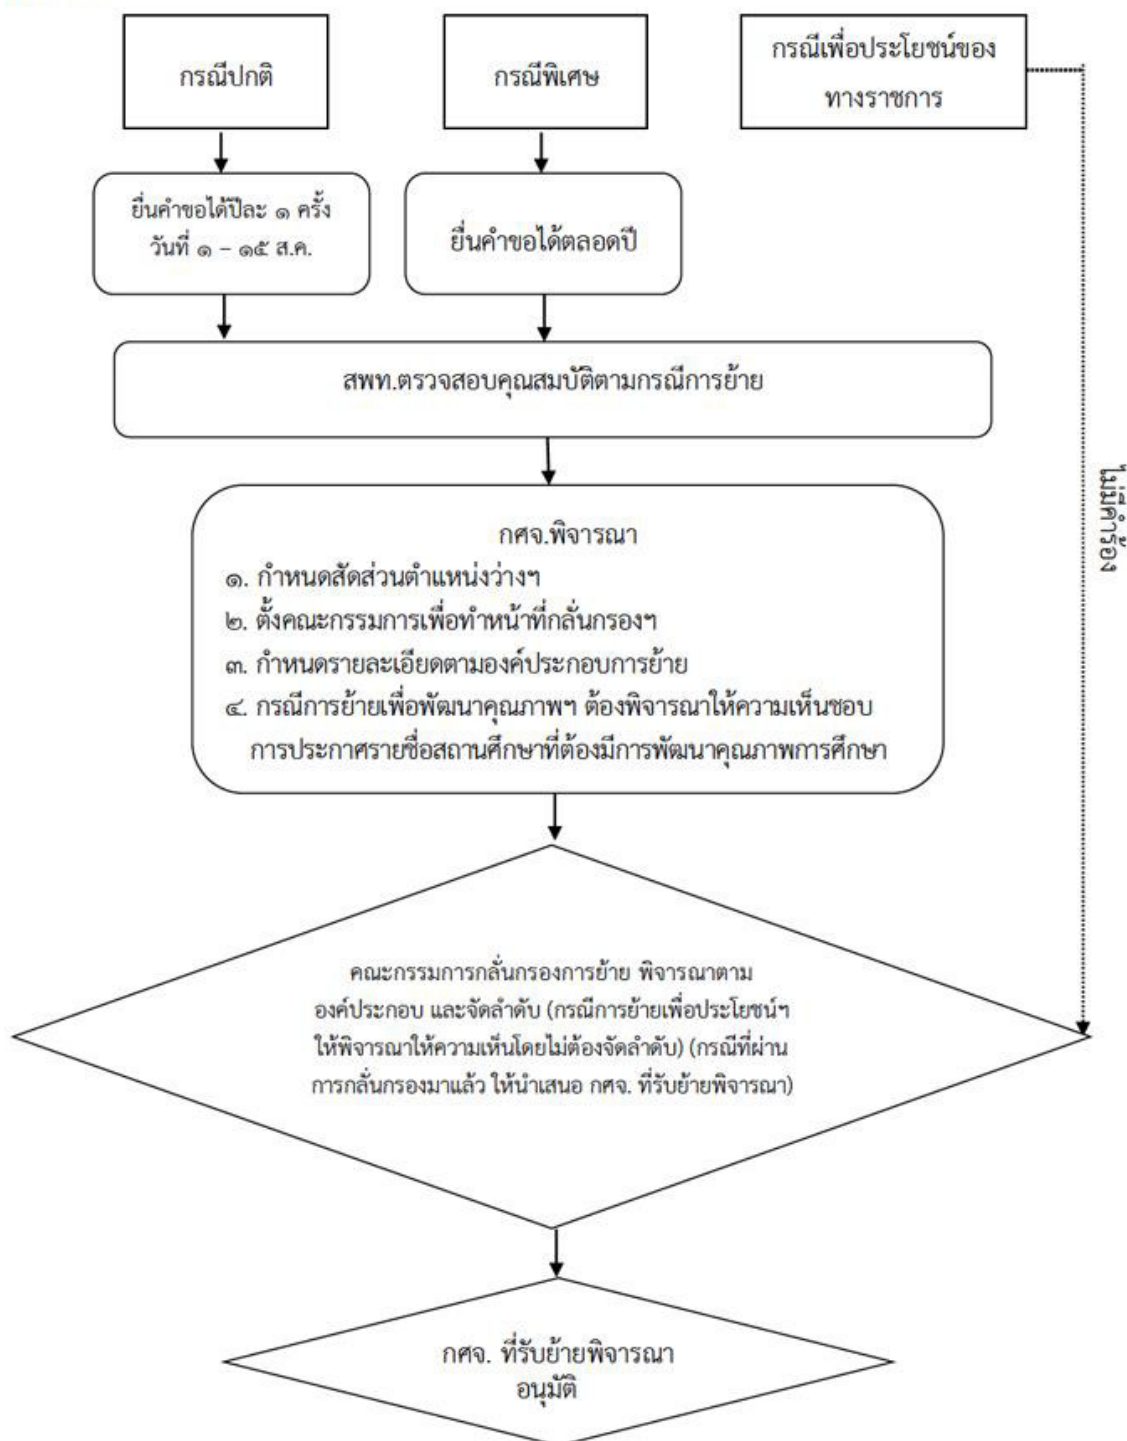 กรณีปกติ
กรณีพิเศษ
กรณีเพื่อประโยชน์ของ
ทางราชการ
ยื่นคำขอได้ปีละ ๑ ครั้ง
วันที่ ๑ – ๑๕ ส.ค.
ยื่นคำขอได้ตลอดปี
สพท.ตรวจสอบคุณสมบัติตามกรณีการย้าย
ไม่มีคำร้อง
กศจ.พิจารณา
๑. กำหนดสัดส่วนตำแหน่งว่างฯ
๒. ตั้งคณะกรรมการเพื่อทำหน้าที่กลั่นกรองฯ
๓. กำหนดรายละเอียดตามองค์ประกอบการย้าย
๔. กรณีการย้ายเพื่อพัฒนาคุณภาพฯ ต้องพิจารณาให้ความเห็นชอบ
การประกาศรายชื่อสถานศึกษาที่ต้องมีการพัฒนาคุณภาพการศึกษา
คณะกรรมการกลั่นกรองการย้าย พิจารณาตาม
องค์ประกอบ และจัดลำดับ (กรณีการย้ายเพื่อประโยชน์ฯ
ให้พิจารณาให้ความเห็นโดยไม่ต้องจัดลำดับ) (กรณีที่ผ่าน
การกลั่นกรองมาแล้ว ให้นำเสนอ กศจ. ที่รับย้ายพิจารณา)
กศจ. ที่รับย้ายพิจารณา
อนุมัติ